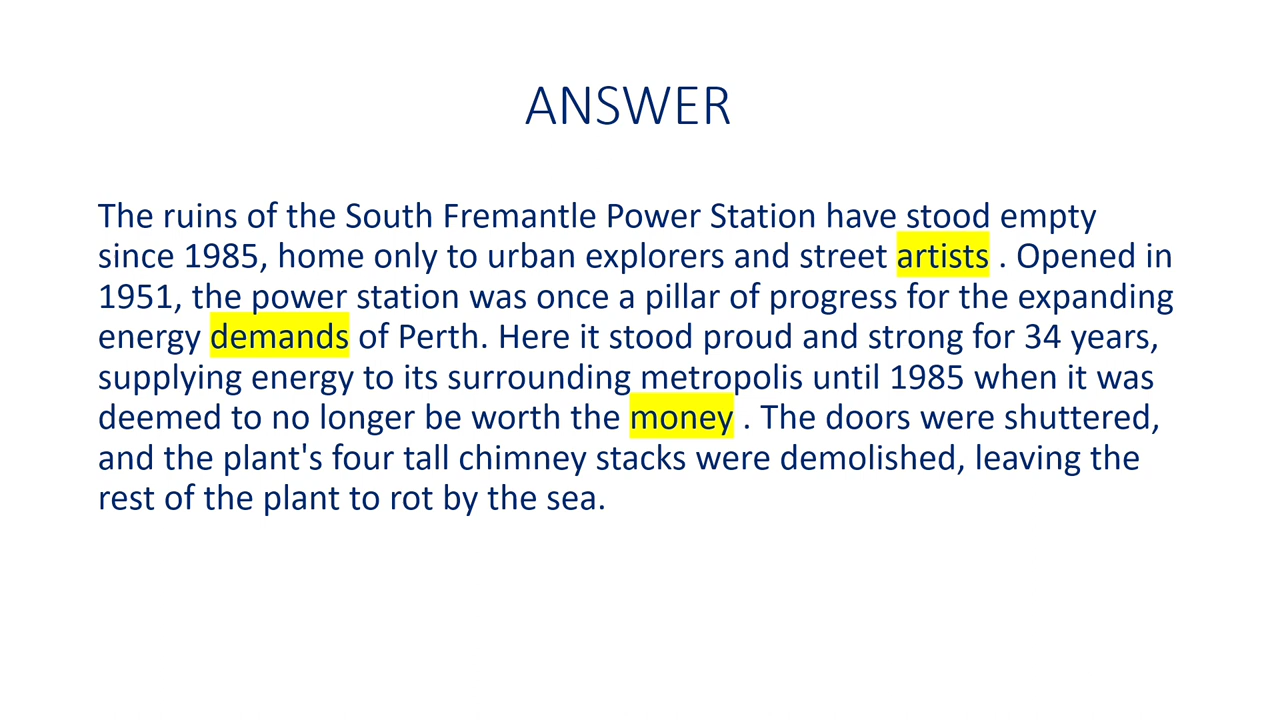 ANSWER
The ruins of the South Fremantle Power Station have stood empty
since 1985, home only to urban explorers and street artists . Opened in
1951, the power station was once a pillar of progress for the expanding
energy demands of Perth. Here it stood proud and strong for 34 years,
supplying energy to its surrounding metropolis until 1985 when it was
deemed to no longer be worth the money . The doors were shuttered,
and the plant's four tall chimney stacks were demolished, leaving the
rest of the plant to rot by the sea.